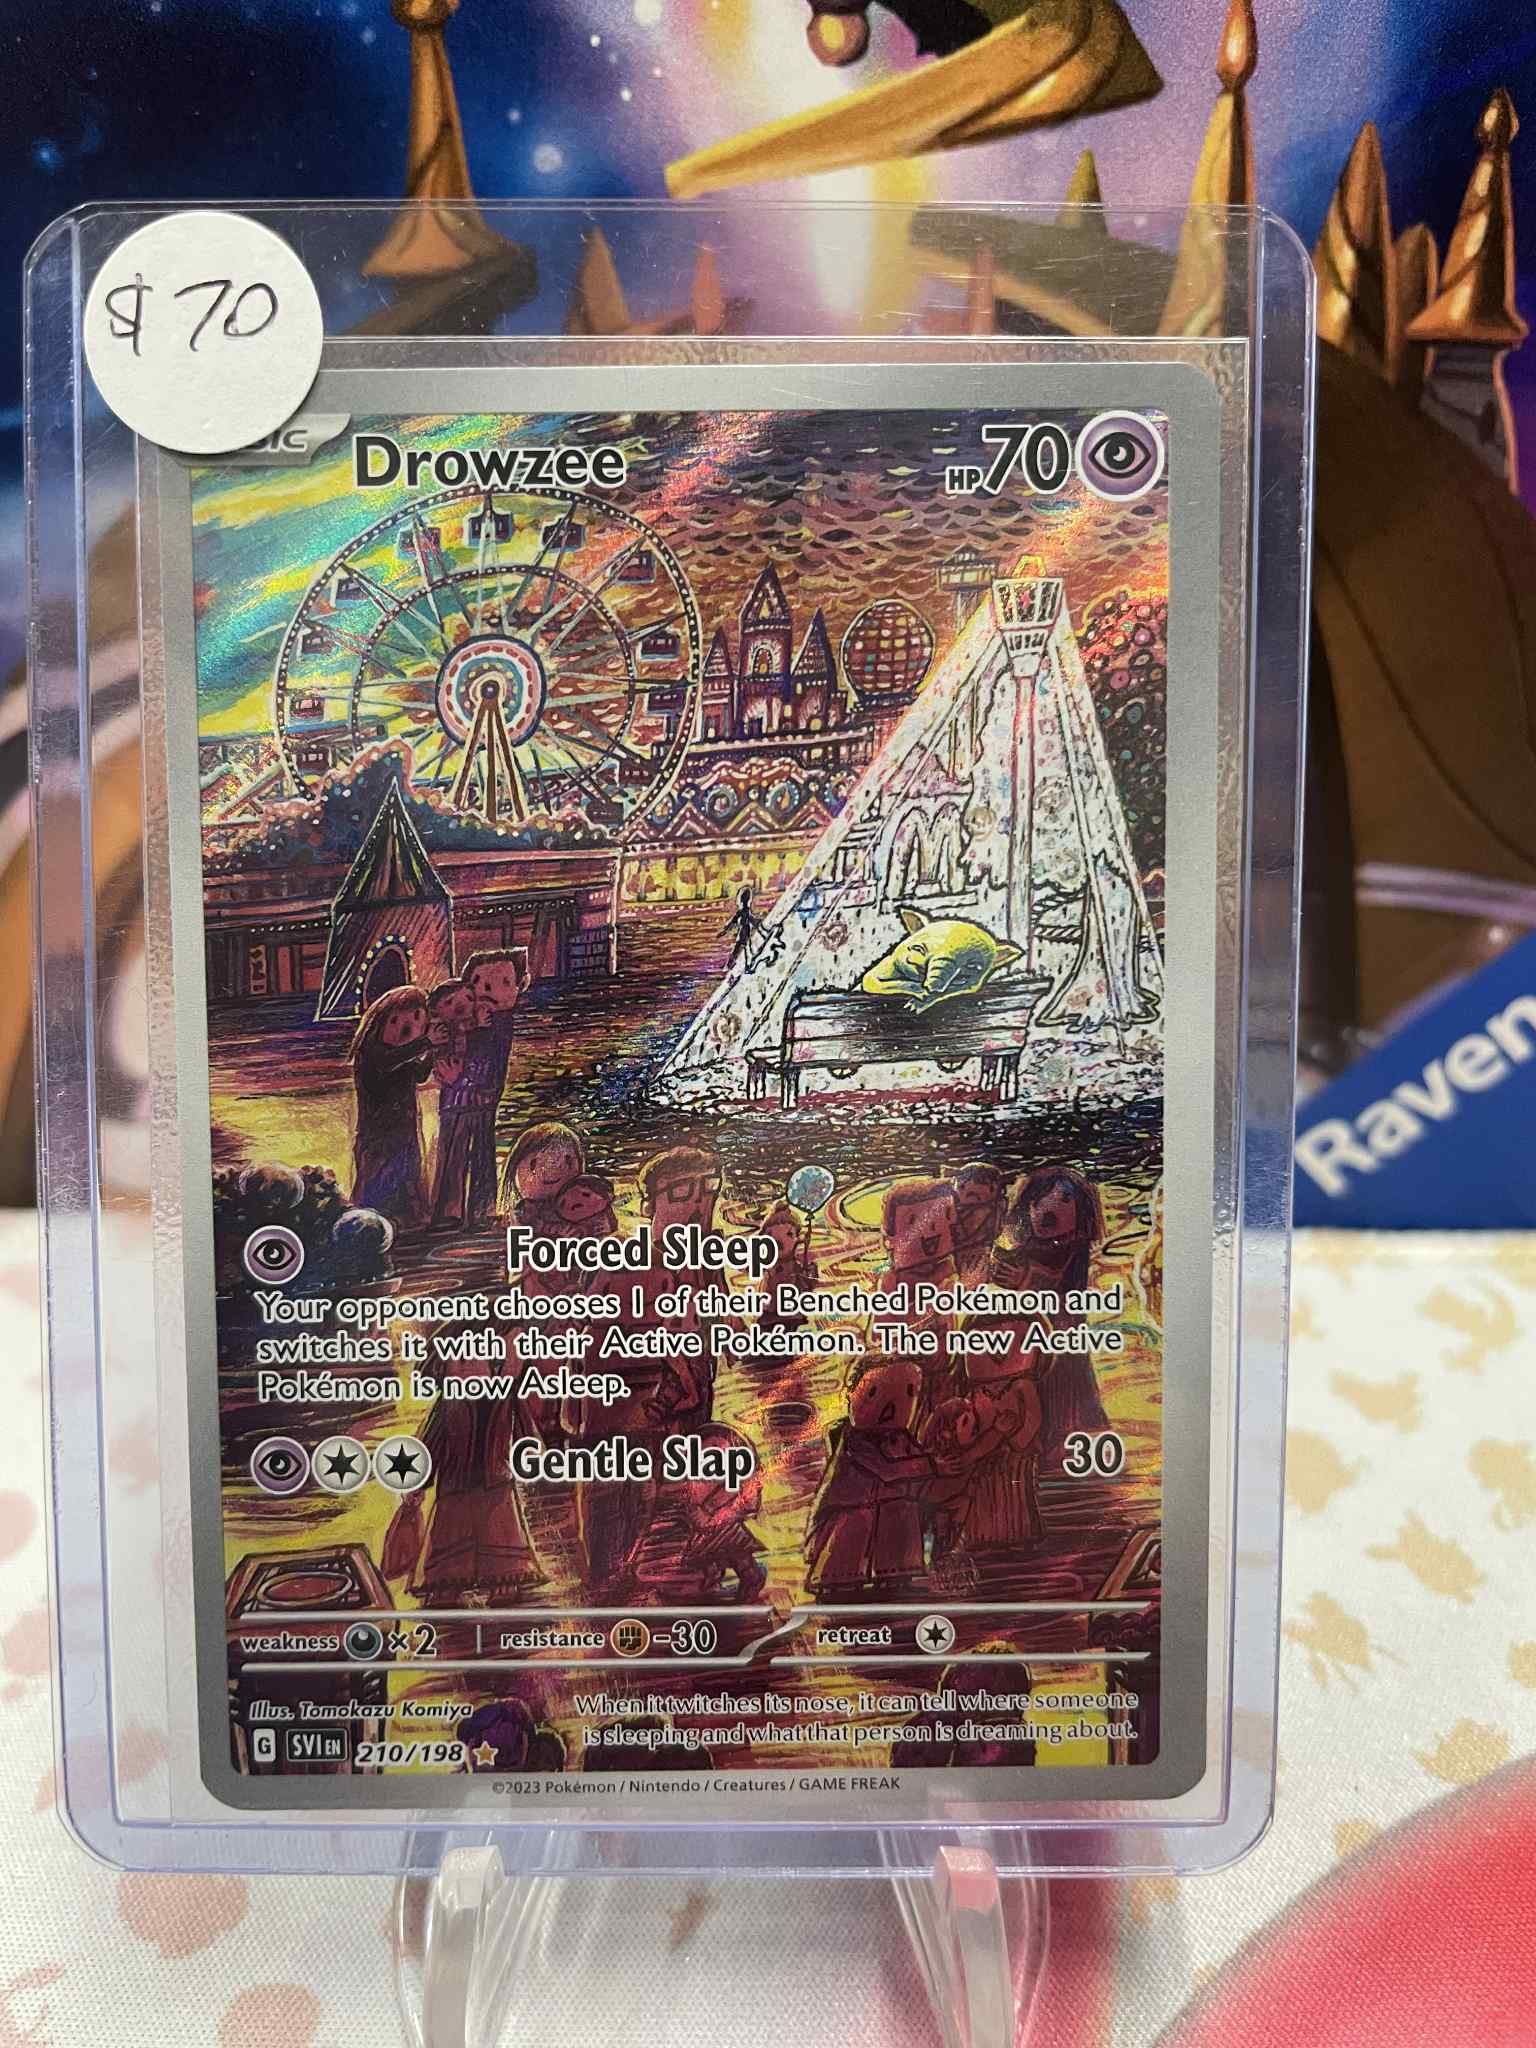 $70
Drowzee
HP70
Forced Sleep
Your opponent chooses 1 of their Benched Pokémon and
switches it with their Active Pokémon. The new Active
Pokémon is now Asleep.
Gentle Slap 30
weakness ×2 resistance -30 retreat
Illus. Tomokazu Komiya
When it twitches its nose, it can tell where someone
is sleeping and what that person is dreaming about.
G SVI EN 210/198
©2023 Pokémon / Nintendo / Creatures / GAME FREAK
Raven